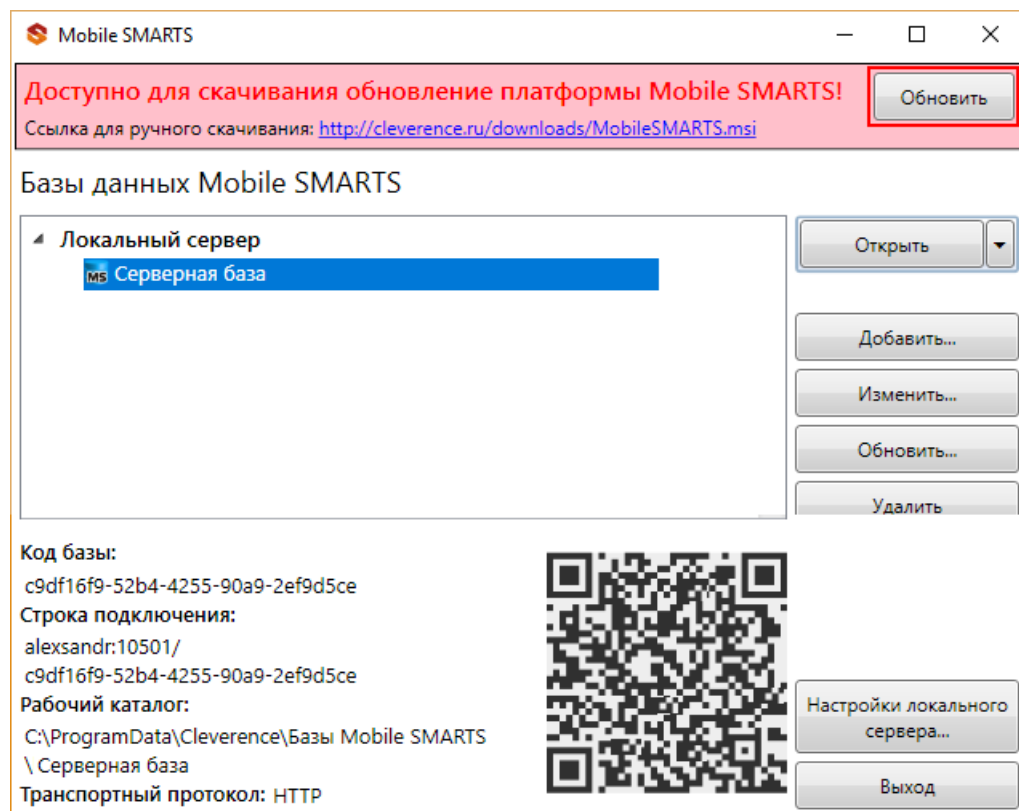 Mobile SMARTS
Доступно для скачивания обновление платформы Mobile SMARTS!
Обновить
Ссылка для ручного скачивания: http://cleverence.ru/downloads/MobileSMARTS.msi
Базы данных Mobile SMARTS
Локальный сервер
MS Серверная база
Открыть
Добавить...
Изменить...
Обновить...
Удалить
Код базы:
c9df16f9-52b4-4255-90a9-2ef9d5ce
Строка подключения:
alexsandr:10501/
c9df16f9-52b4-4255-90a9-2ef9d5ce
Рабочий каталог:
C:\ProgramData\Cleverence\Базы Mobile SMARTS
\ Серверная база
Транспортный протокол: HTTP
Настройки локального
сервера...
Выход